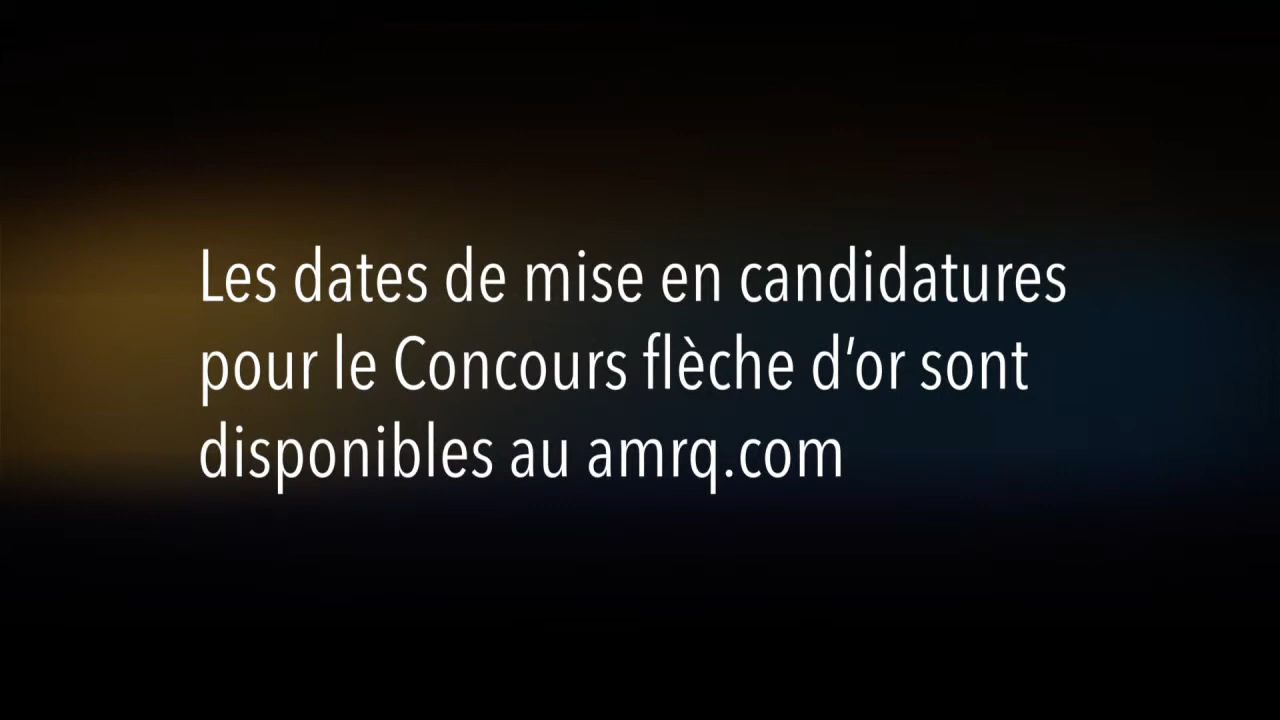 Les dates de mise en candidatures
pour le Concours flèche d’or sont
disponibles au amrq.com